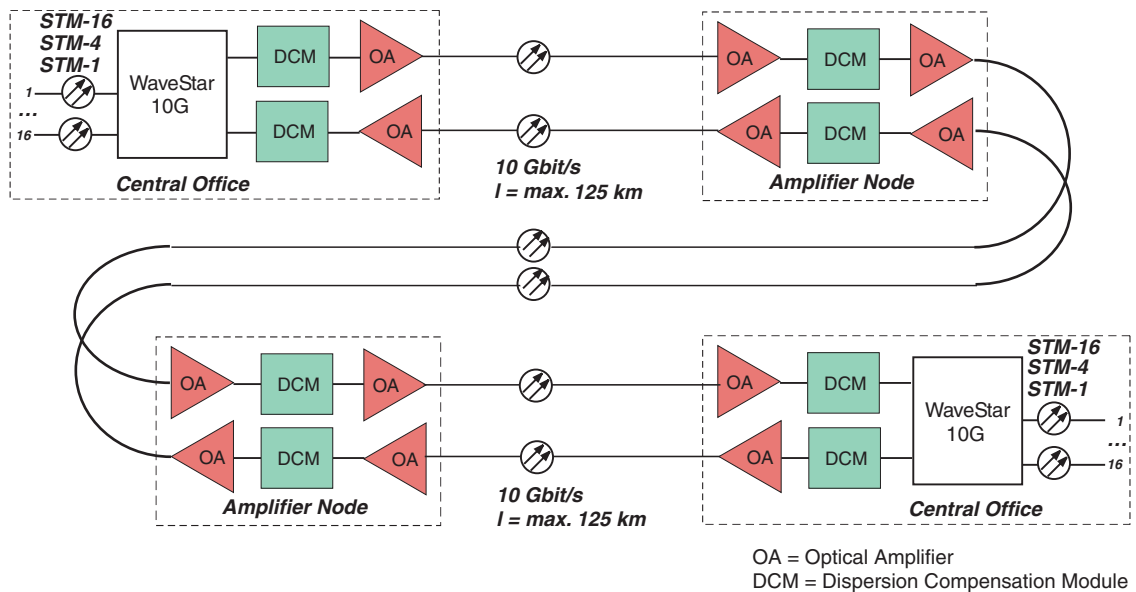 STM-16
STM-4
STM-1
1
...
16
WaveStar
10G
DCM
OA
DCM
OA
Central Office
10 Gbit/s
l = max. 125 km
OA
DCM
OA
OA
DCM
OA
Amplifier Node
OA
DCM
OA
OA
DCM
OA
Amplifier Node
10 Gbit/s
l = max. 125 km
OA
DCM
OA
DCM
WaveStar
10G
STM-16
STM-4
STM-1
1
...
16
Central Office
OA = Optical Amplifier
DCM = Dispersion Compensation Module